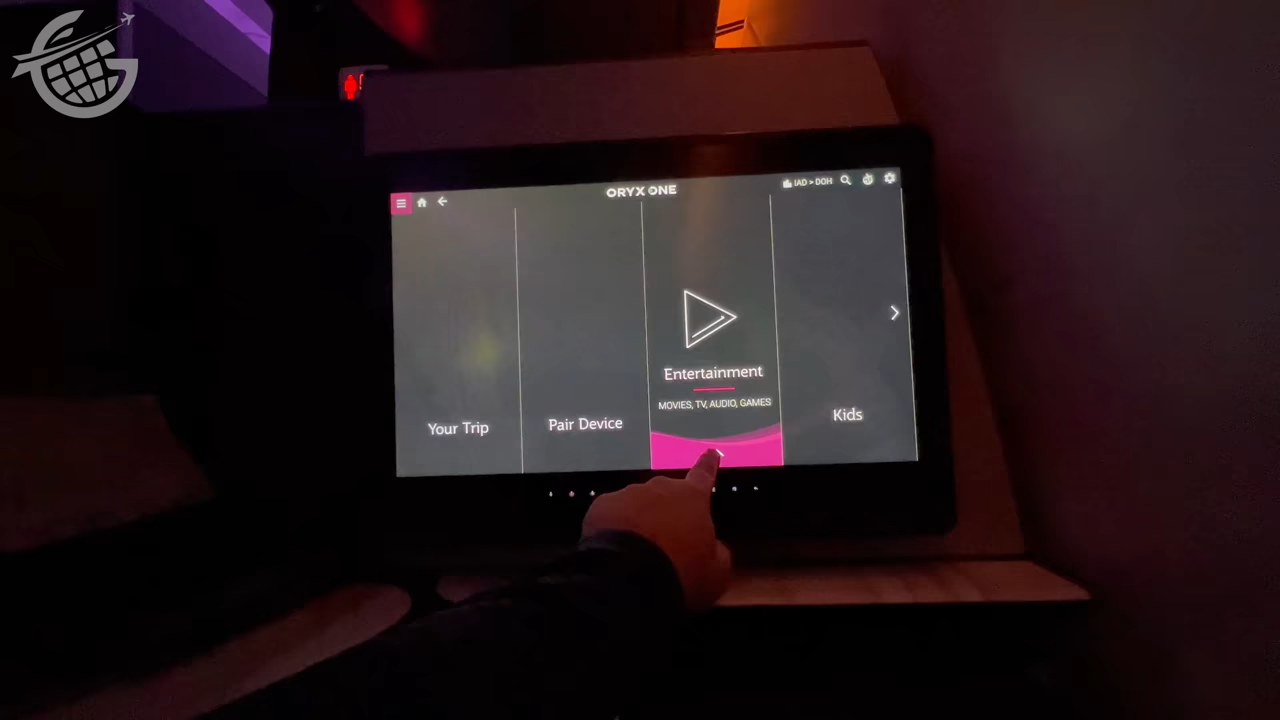 ORYX ONE
IAD > DOH
Entertainment
MOVIES, TV, AUDIO, GAMES
Your Trip
Pair Device
Kids